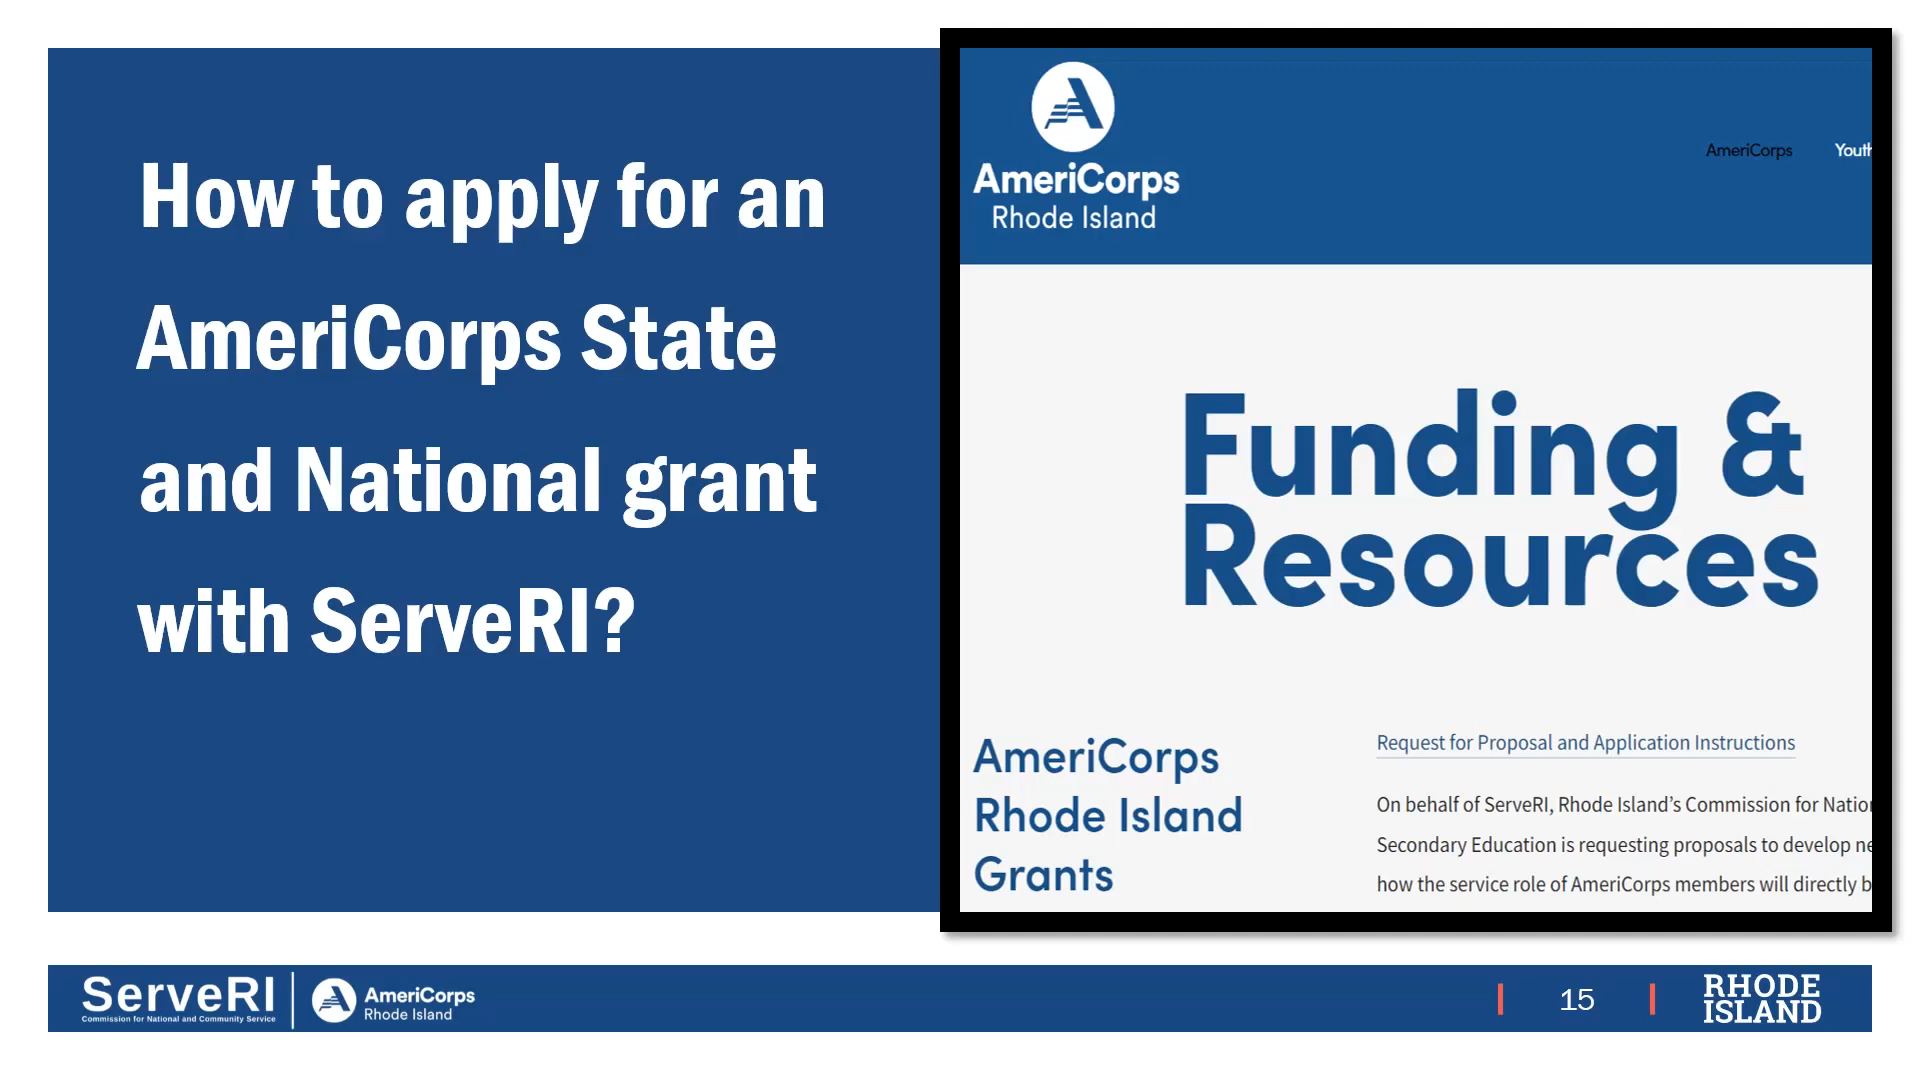 How to apply for an
AmeriCorps State
and National grant
with ServeRI?
AmeriCorps
Rhode Island
AmeriCorps Youth
Funding &
Resources
AmeriCorps
Rhode Island
Grants
Request for Proposal and Application Instructions
On behalf of ServeRI, Rhode Island’s Commission for
Secondary Education is requesting proposals to develop
how the service role of AmeriCorps members will directly
ServeRI
Commission for National and Community Service
AmeriCorps
Rhode Island
15
RHODE
ISLAND